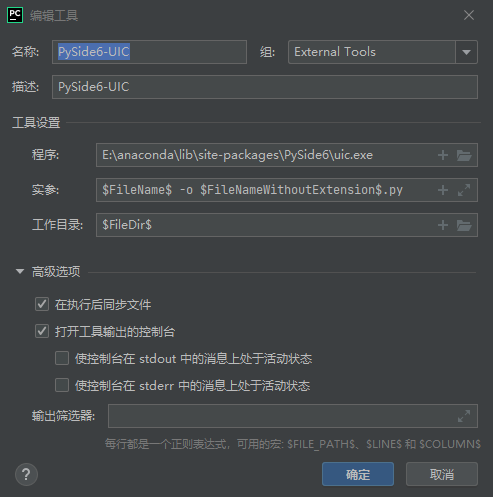 PC 编辑工具
名称: PySide6-UIC 组: External Tools
描述: PySide6-UIC
工具设置
程序: E:\anaconda\lib\site-packages\PySide6\uic.exe
实参: $FileName$ -o $FileNameWithoutExtension$.py
工作目录: $FileDir$
高级选项
在执行后同步文件
打开工具输出的控制台
使控制台在 stdout 中的消息上处于活动状态
使控制台在 stderr 中的消息上处于活动状态
输出筛选器:
每行都是一个正则表达式，可用的宏: $FILE_PATH$、$LINE$ 和 $COLUMN$
? 确定 取消